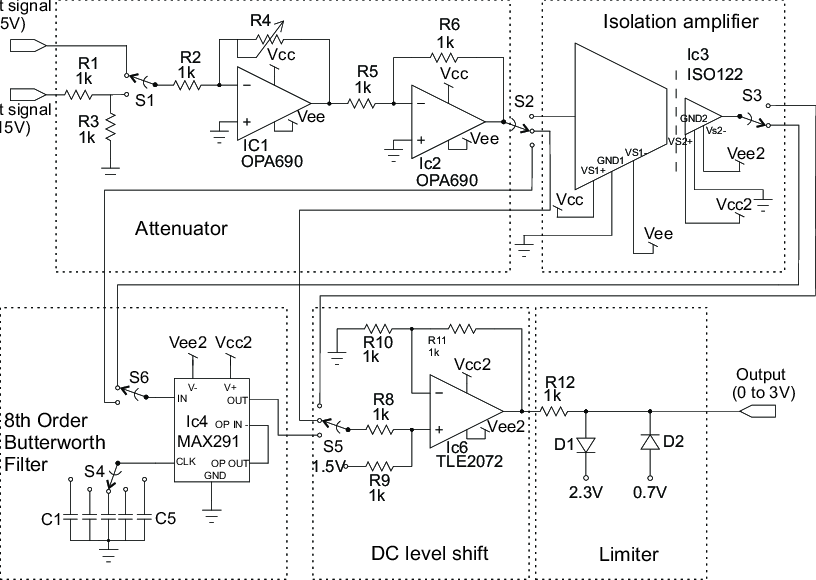 signal
5V)
signal
15V)
R1
1k
R3
1k
S1
R2
1k
R4
Vcc
−
+
Vee
IC1
OPA690
R5
1k
R6
1k
Vcc
−
+
Vee
Ic2
OPA690
S2
Attenuator
Isolation amplifier
Ic3
ISO122
S3
GND2
Vs2-
VS2+
VS1-
GND1
VS1+
Vcc
Vee
Vee2
Vcc2
8th Order
Butterworth
Filter
S6
Vee2
Vcc2
V-
V+
IN
OUT
Ic4
MAX291
OP IN -
CLK
OP OUT
GND
S4
C1
C5
R10
1k
R11
1k
Vcc2
R8
1k
−
+
Vee2
S5
1.5V
R9
1k
Ic6
TLE2072
DC level shift
R12
1k
D1
D2
2.3V
0.7V
Limiter
Output
(0 to 3V)